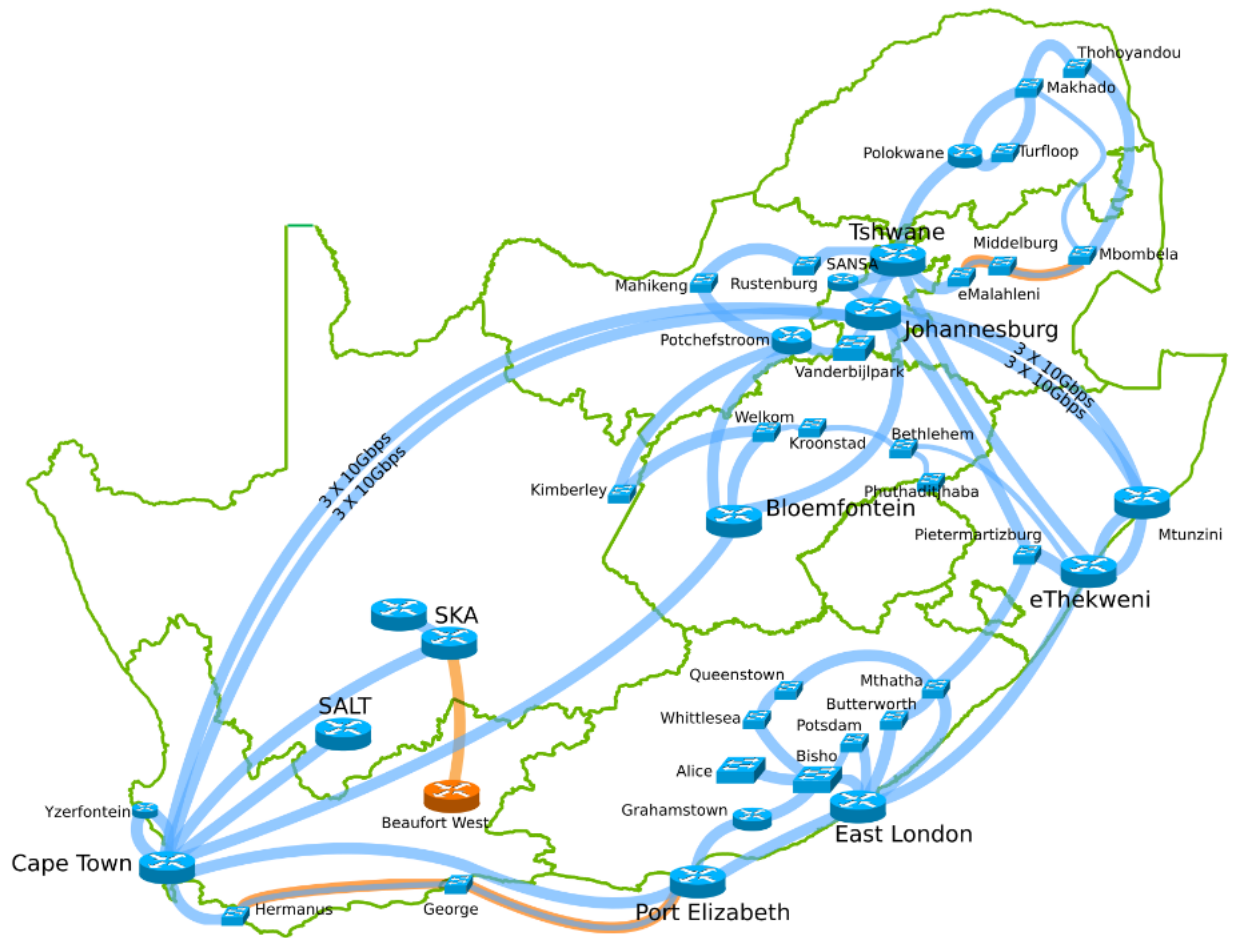 Thohoyandou
Makhado
Polokwane
Turfloop
Tshwane
Middelburg
Mbombela
SANSA
Rustenburg
Mahikeng
eMalahleni
Johannesburg
Potchefstroom
Vanderbijlpark
3 X 10Gbps
3 X 10Gbps
Welkom
Kroonstad
Bethlehem
3 X 10Gbps
3 X 10Gbps
Kimberley
Phuthaditjhaba
Bloemfontein
Pietermartizburg
Mtunzini
eThekweni
SKA
Queenstown
Mthatha
SALT
Whittlesea
Butterworth
Potsdam
Bisho
Alice
Yzerfontein
Beaufort West
Grahamstown
East London
Cape Town
Hermanus
George
Port Elizabeth